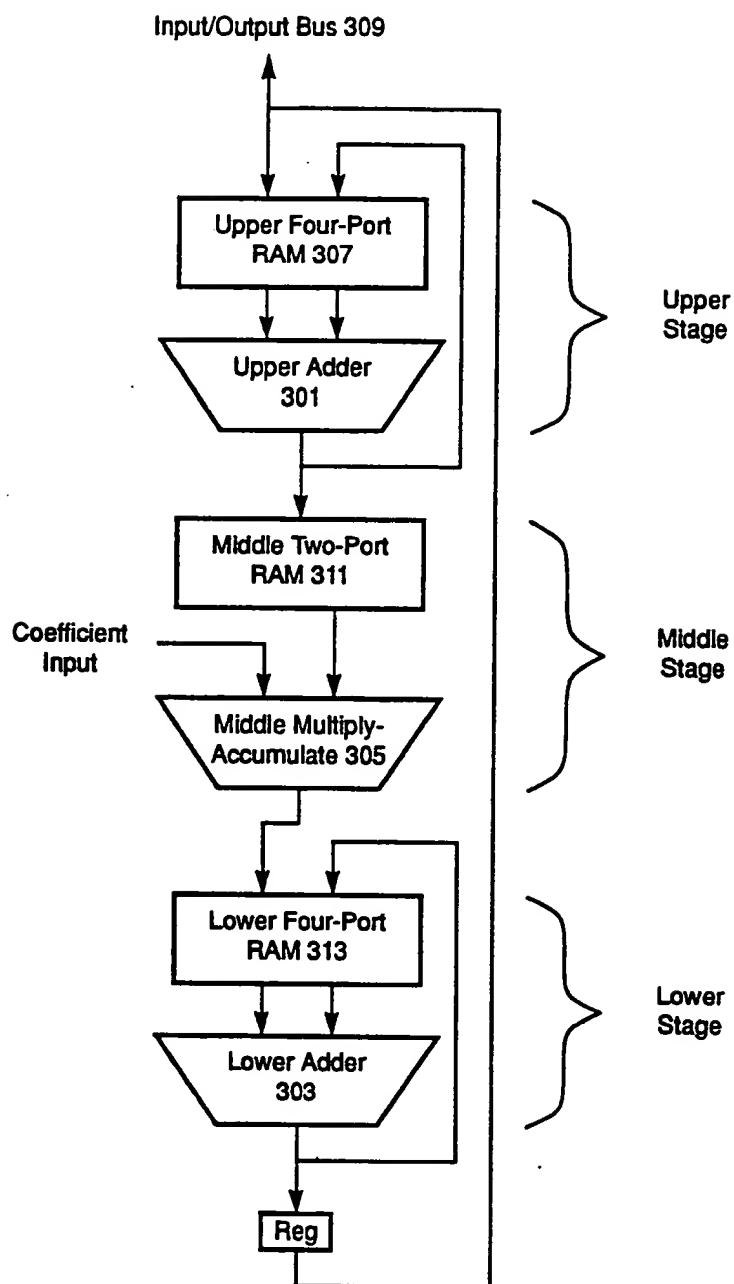 Input/Output Bus 309
Upper Four-Port
RAM 307
Upper Adder
301
Upper
Stage
Middle Two-Port
RAM 311
Coefficient
Input
Middle Multiply-
Accumulate 305
Middle
Stage
Lower Four-Port
RAM 313
Lower Adder
303
Lower
Stage
Reg